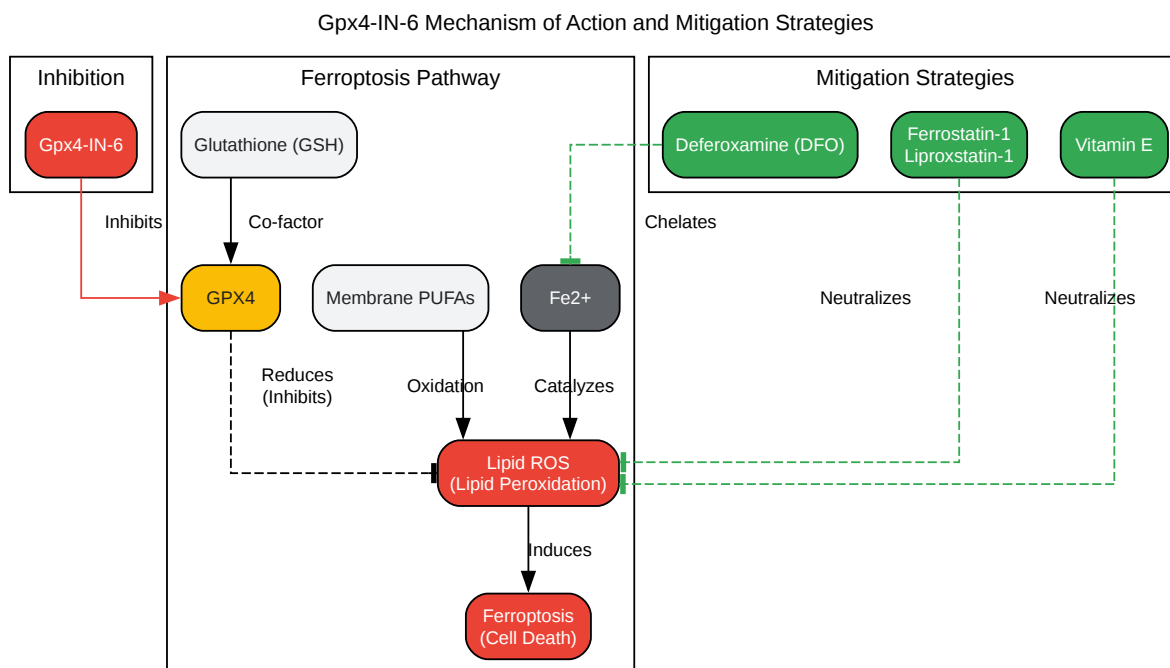 Gpx4-IN-6 Mechanism of Action and Mitigation Strategies
Inhibition
Ferroptosis Pathway
Mitigation Strategies
Gpx4-IN-6
Glutathione (GSH)
Deferoxamine (DFO)
Ferrostatin-1
Liproxstatin-1
Vitamin E
Inhibits
Co-factor
Chelates
GPX4
Membrane PUFAs
Fe2+
Neutralizes
Neutralizes
Reduces
(Inhibits)
Oxidation
Catalyzes
Lipid ROS
(Lipid Peroxidation)
Induces
Ferroptosis
(Cell Death)